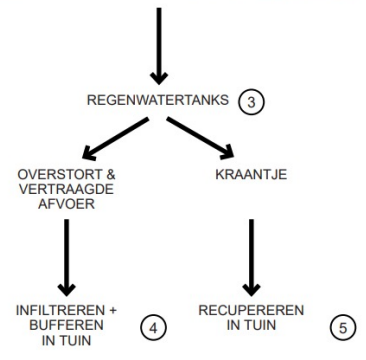 REGENWATERTANKS 3
OVERSTORT &
VERTRAAGDE
AFVOER
KRAANTJE
INFILTREREN +
BUFFEREN
IN TUIN
4
RECUPEREREN
IN TUIN
5